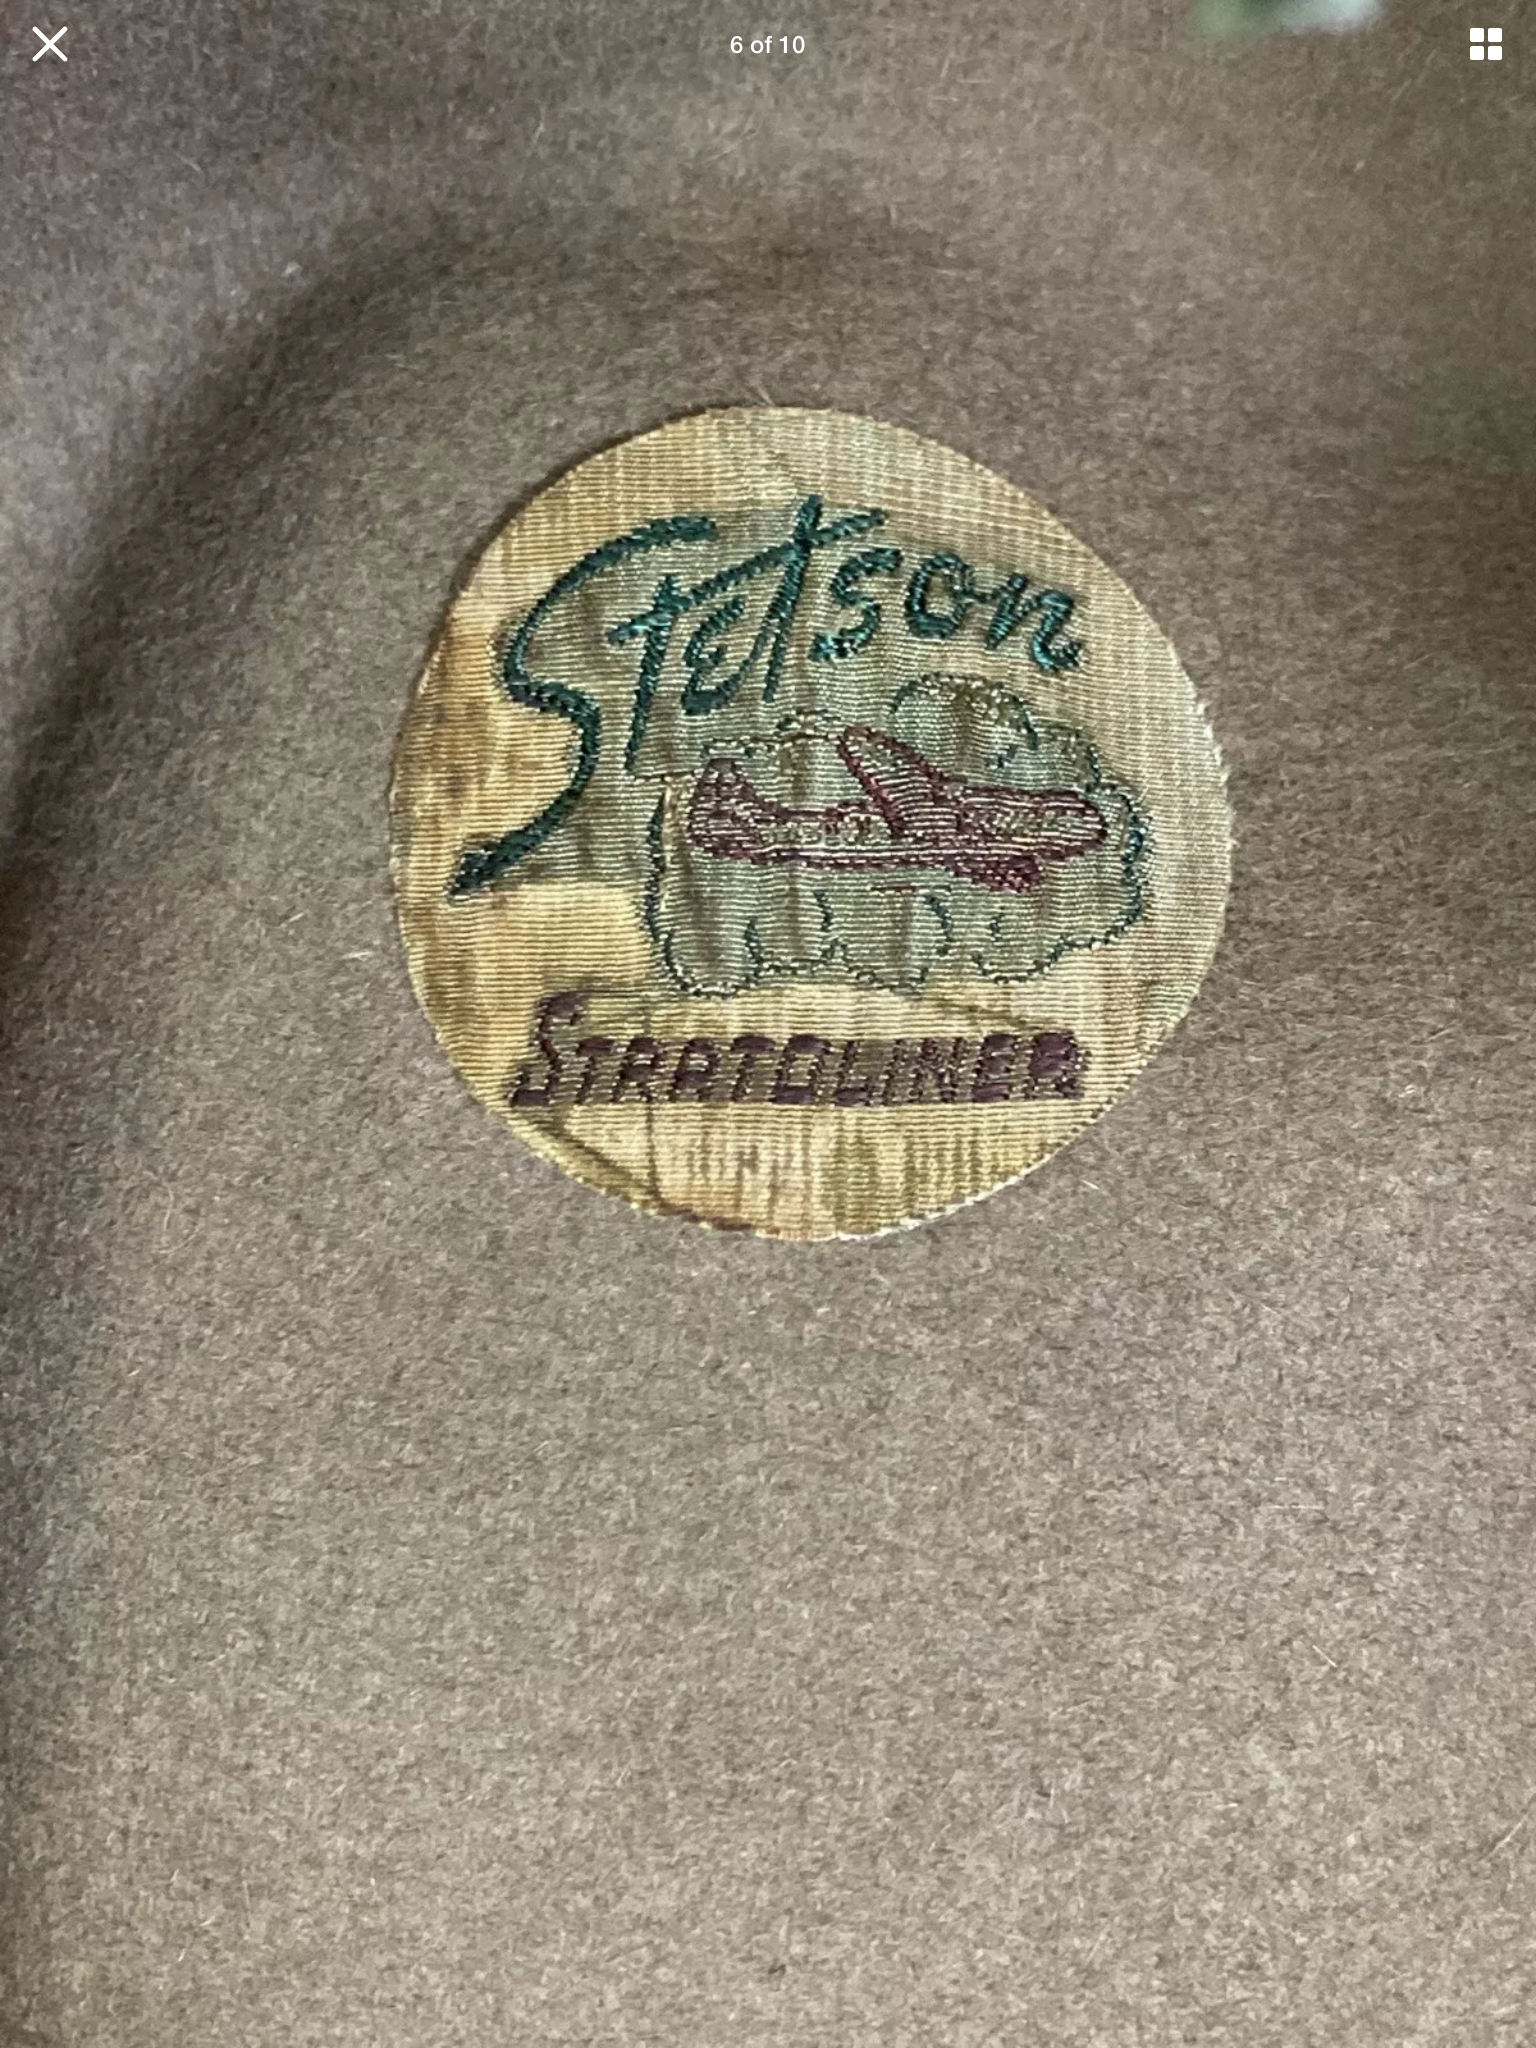 6 of 10
Stetson
STRATOLINER